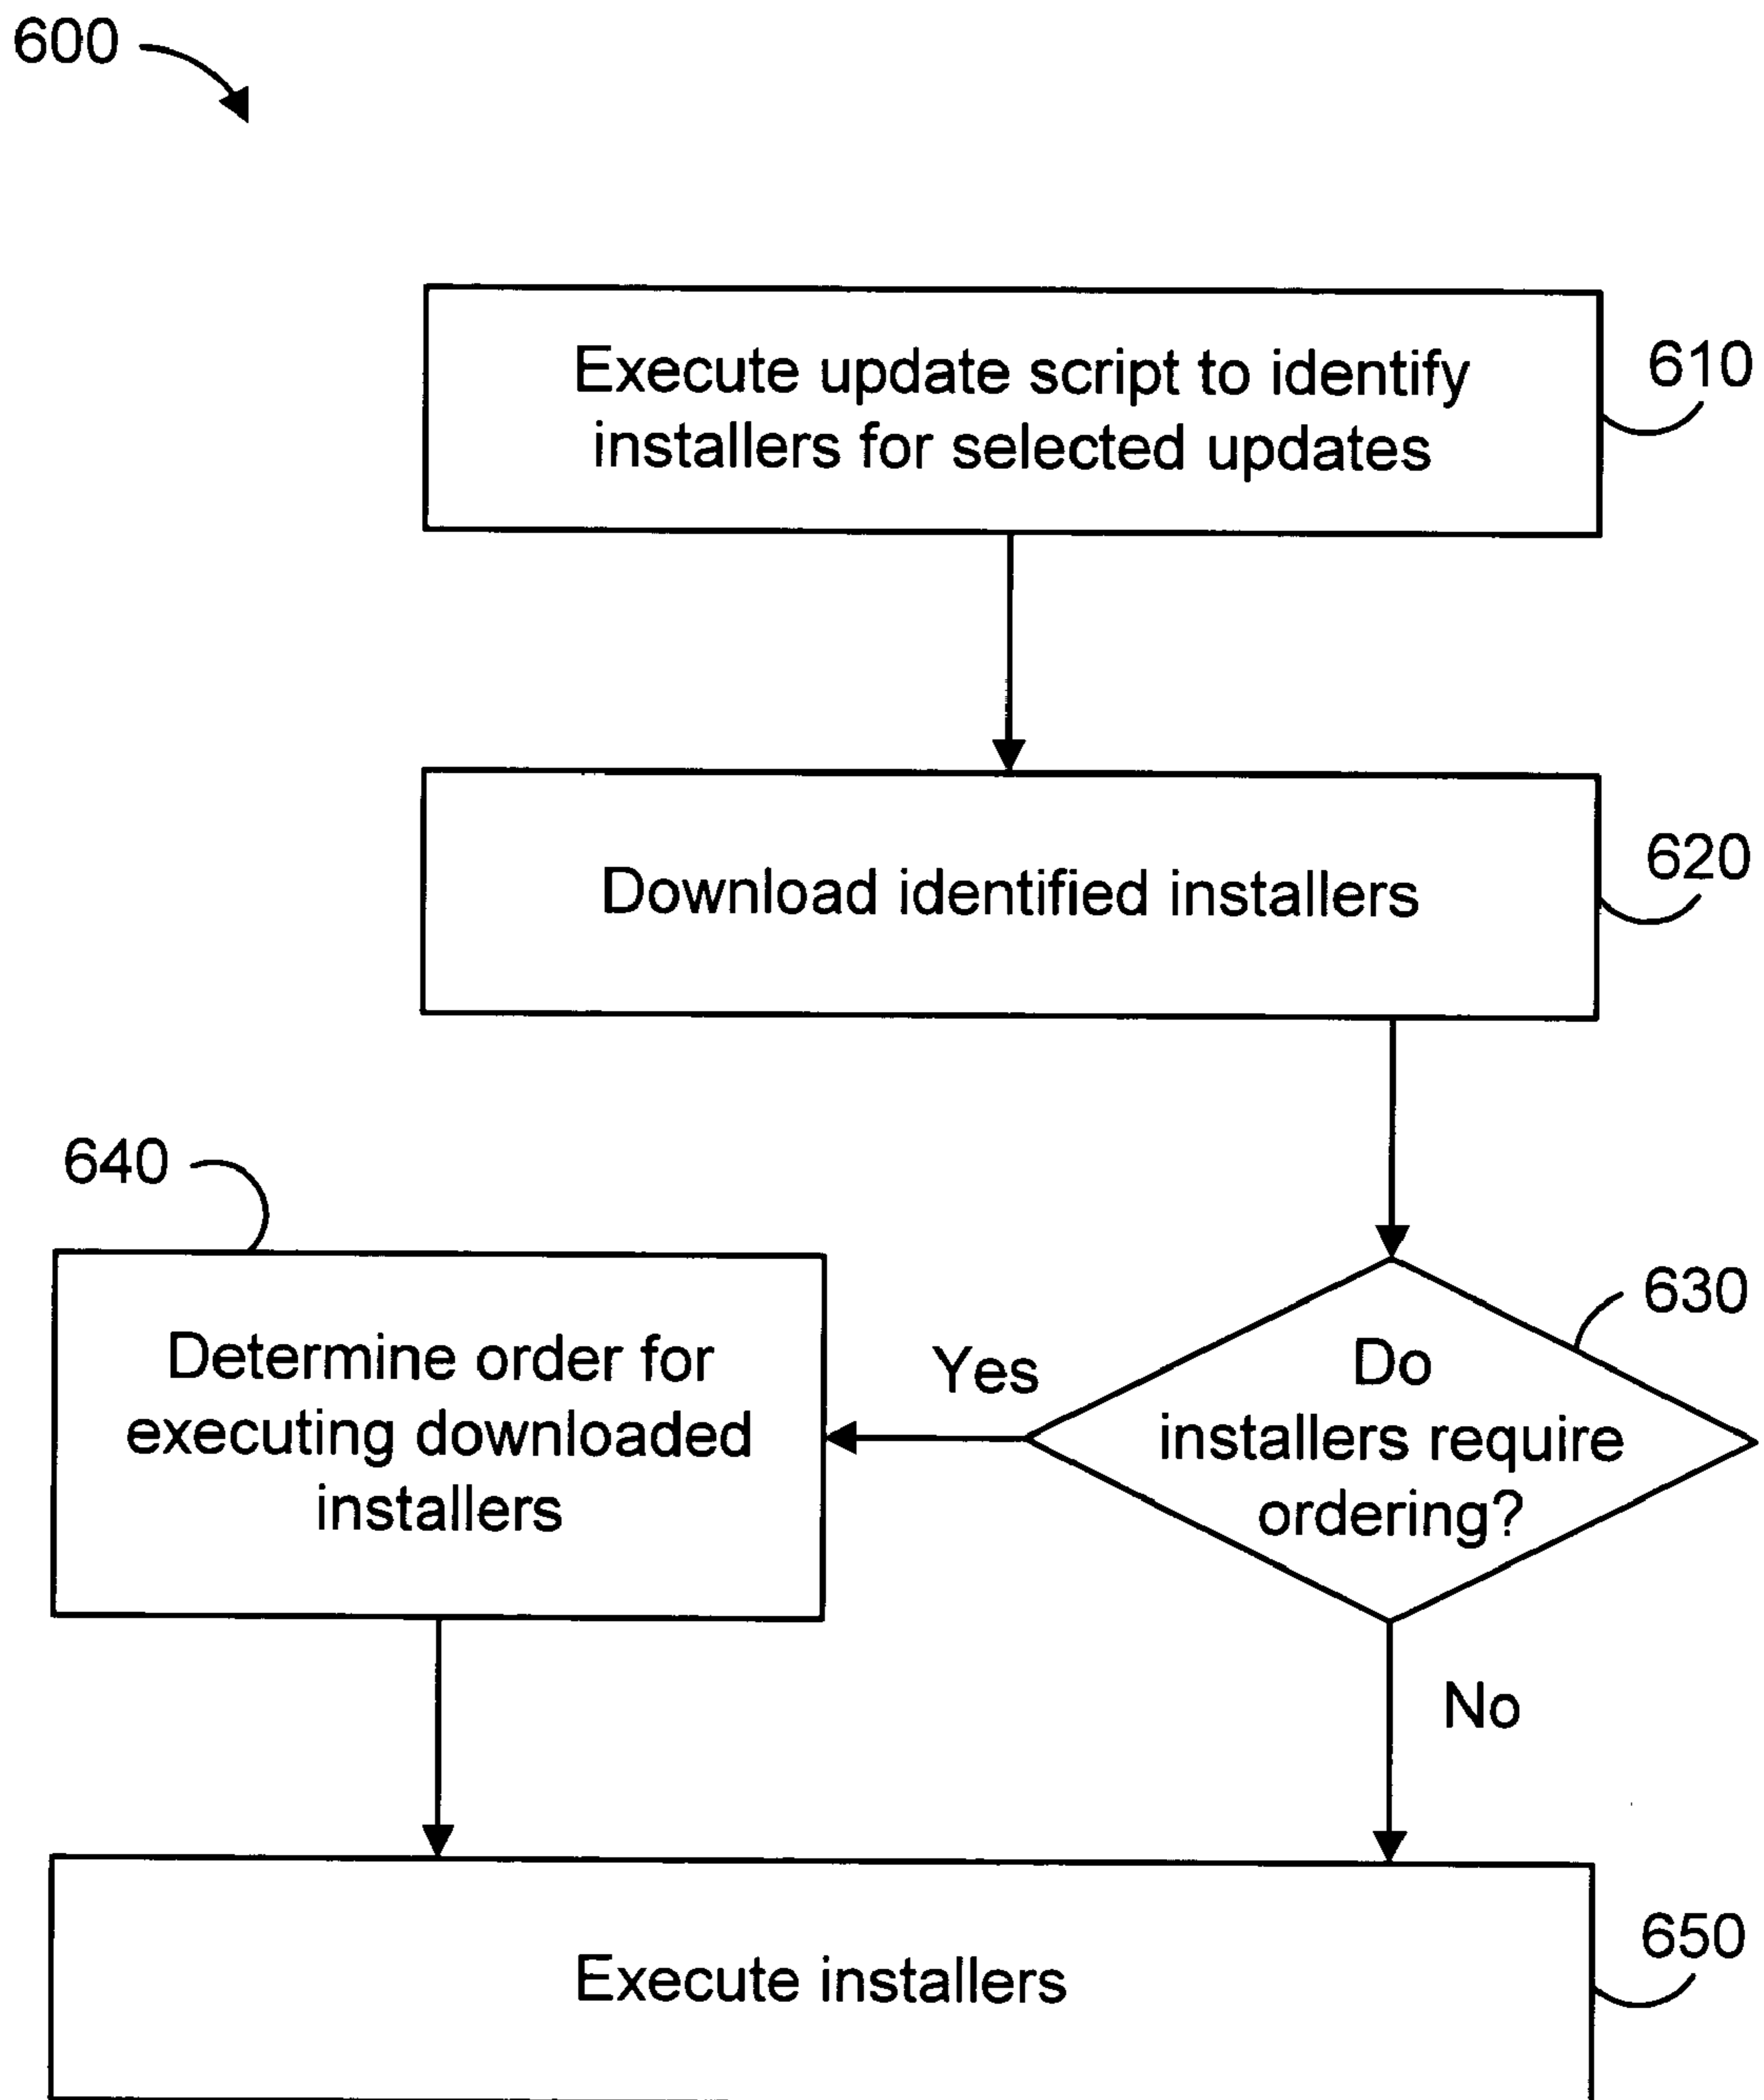 600
Execute update script to identify
installers for selected updates
610
Download identified installers
620
640
630
Determine order for
executing downloaded
installers
Yes
Do
installers require
ordering?
No
Execute installers
650